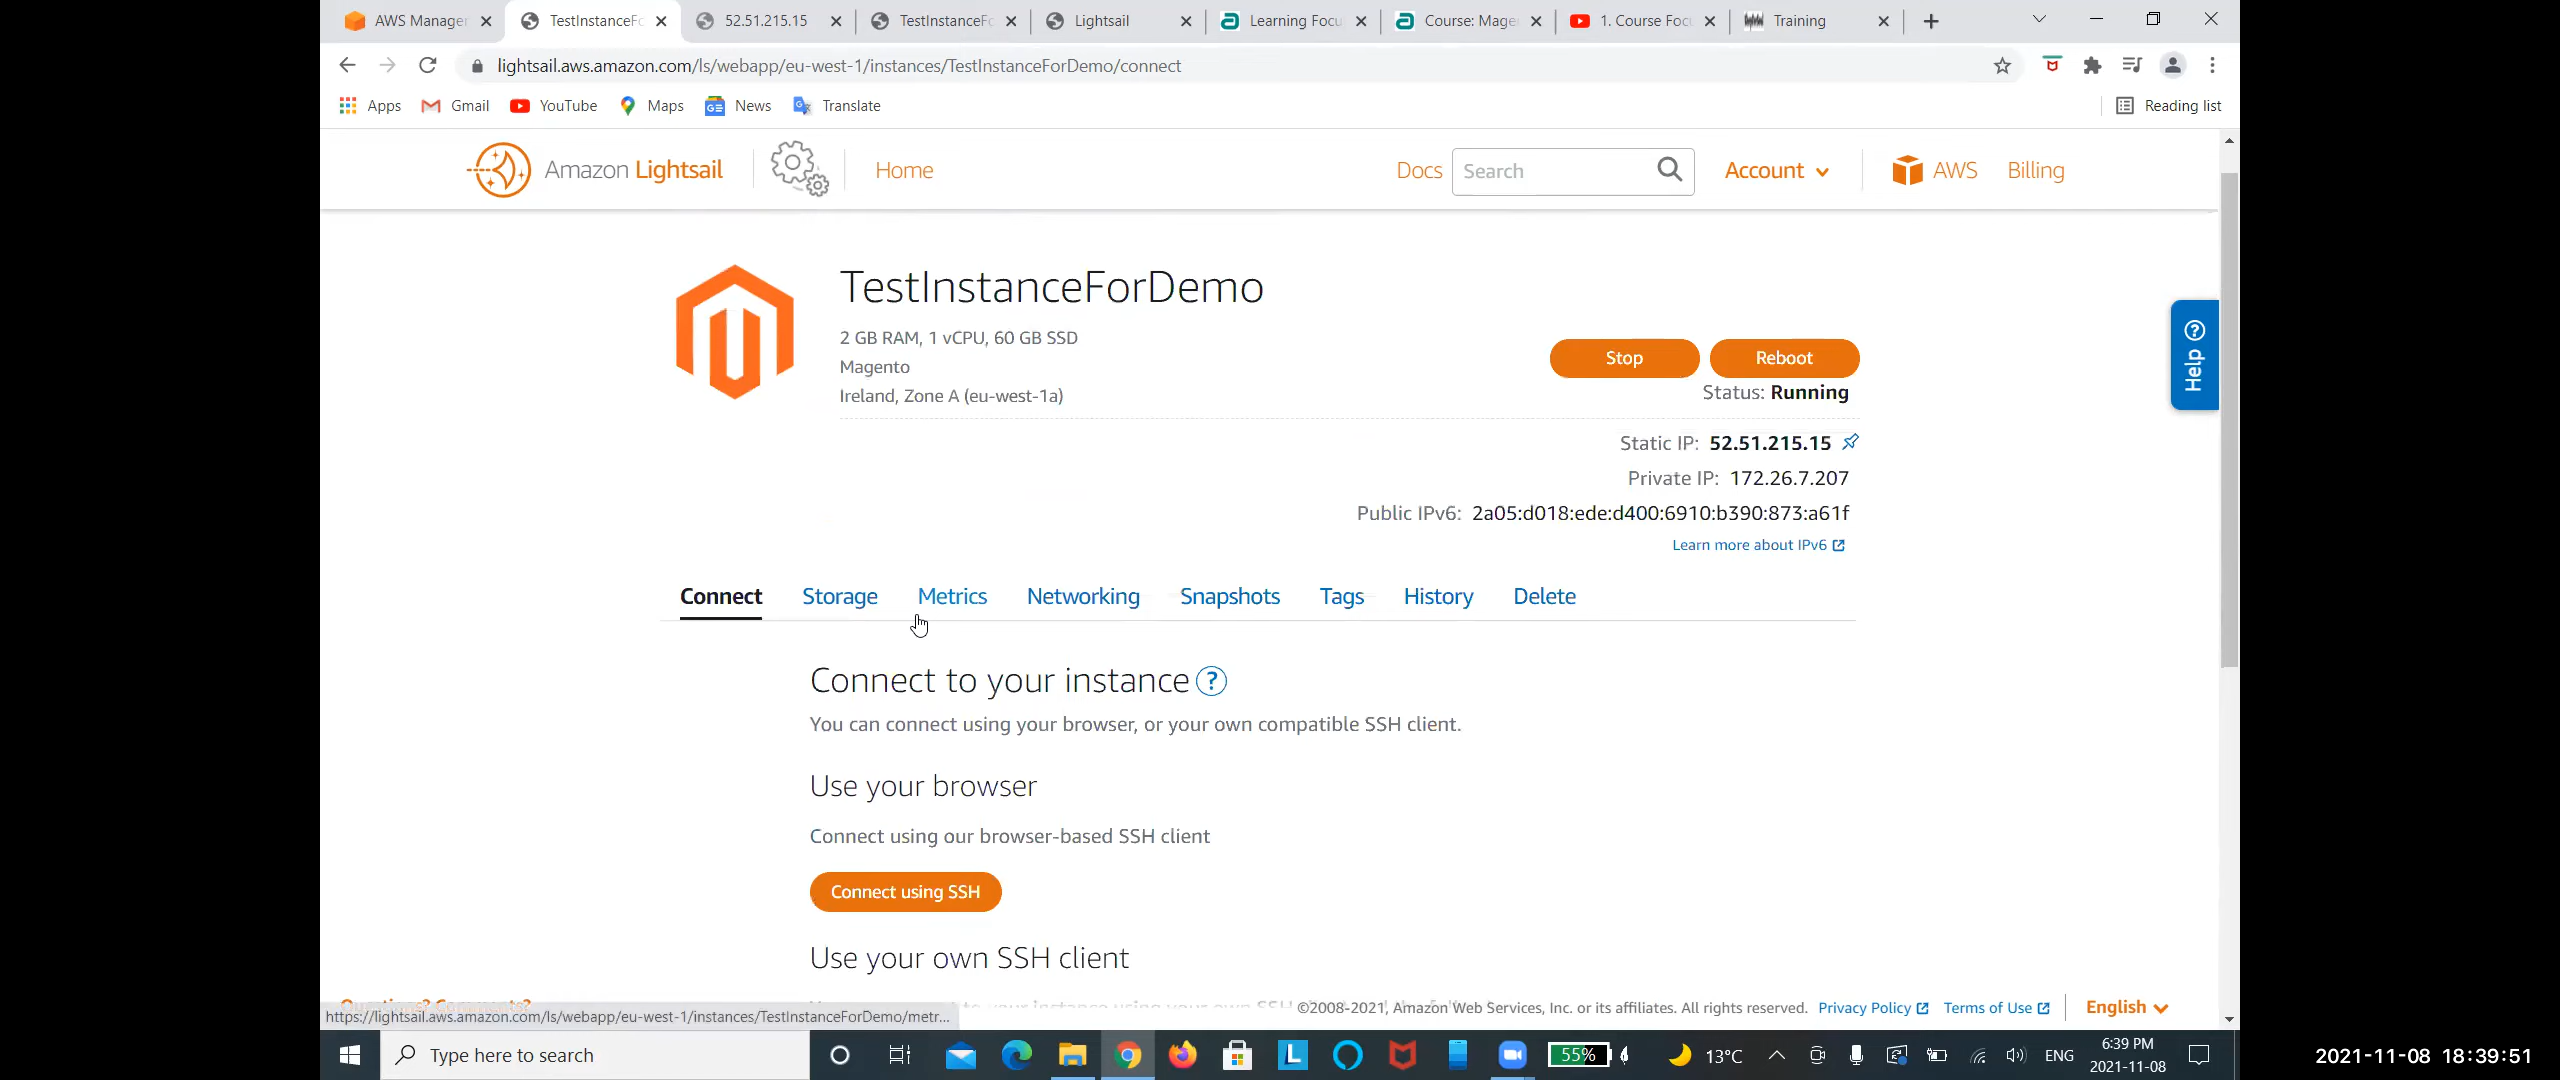 AWS Manager
TestInstanceFo
52.51.215.15
TestInstanceFo
Lightsail
Learning Focu
Course: Mage
1. Course Foc
Training
lightsail.aws.amazon.com/ls/webapp/eu-west-1/instances/TestInstanceForDemo/connect
Apps
Gmail
YouTube
Maps
News
Translate
Reading list
Amazon Lightsail
Home
Docs
Search
Account
AWS
Billing
TestInstanceForDemo
2 GB RAM, 1 vCPU, 60 GB SSD
Magento
Ireland, Zone A (eu-west-1a)
Stop
Reboot
Status: Running
Static IP: 52.51.215.15
Private IP: 172.26.7.207
Public IPv6: 2a05:d018:ede:d400:6910:b390:873:a61f
Learn more about IPv6
Help
Connect
Storage
Metrics
Networking
Snapshots
Tags
History
Delete
Connect to your instance ?
You can connect using your browser, or your own compatible SSH client.
Use your browser
Connect using our browser-based SSH client
Connect using SSH
Use your own SSH client
Questions? Comments?
©2008-2021, Amazon Web Services, Inc. or its affiliates. All rights reserved.
Privacy Policy
Terms of Use
English
https://lightsail.aws.amazon.com/ls/webapp/eu-west-1/instances/TestInstanceForDemo/metr...
Type here to search
55%
13°C
ENG
6:39 PM
2021-11-08
2021-11-08 18:39:51